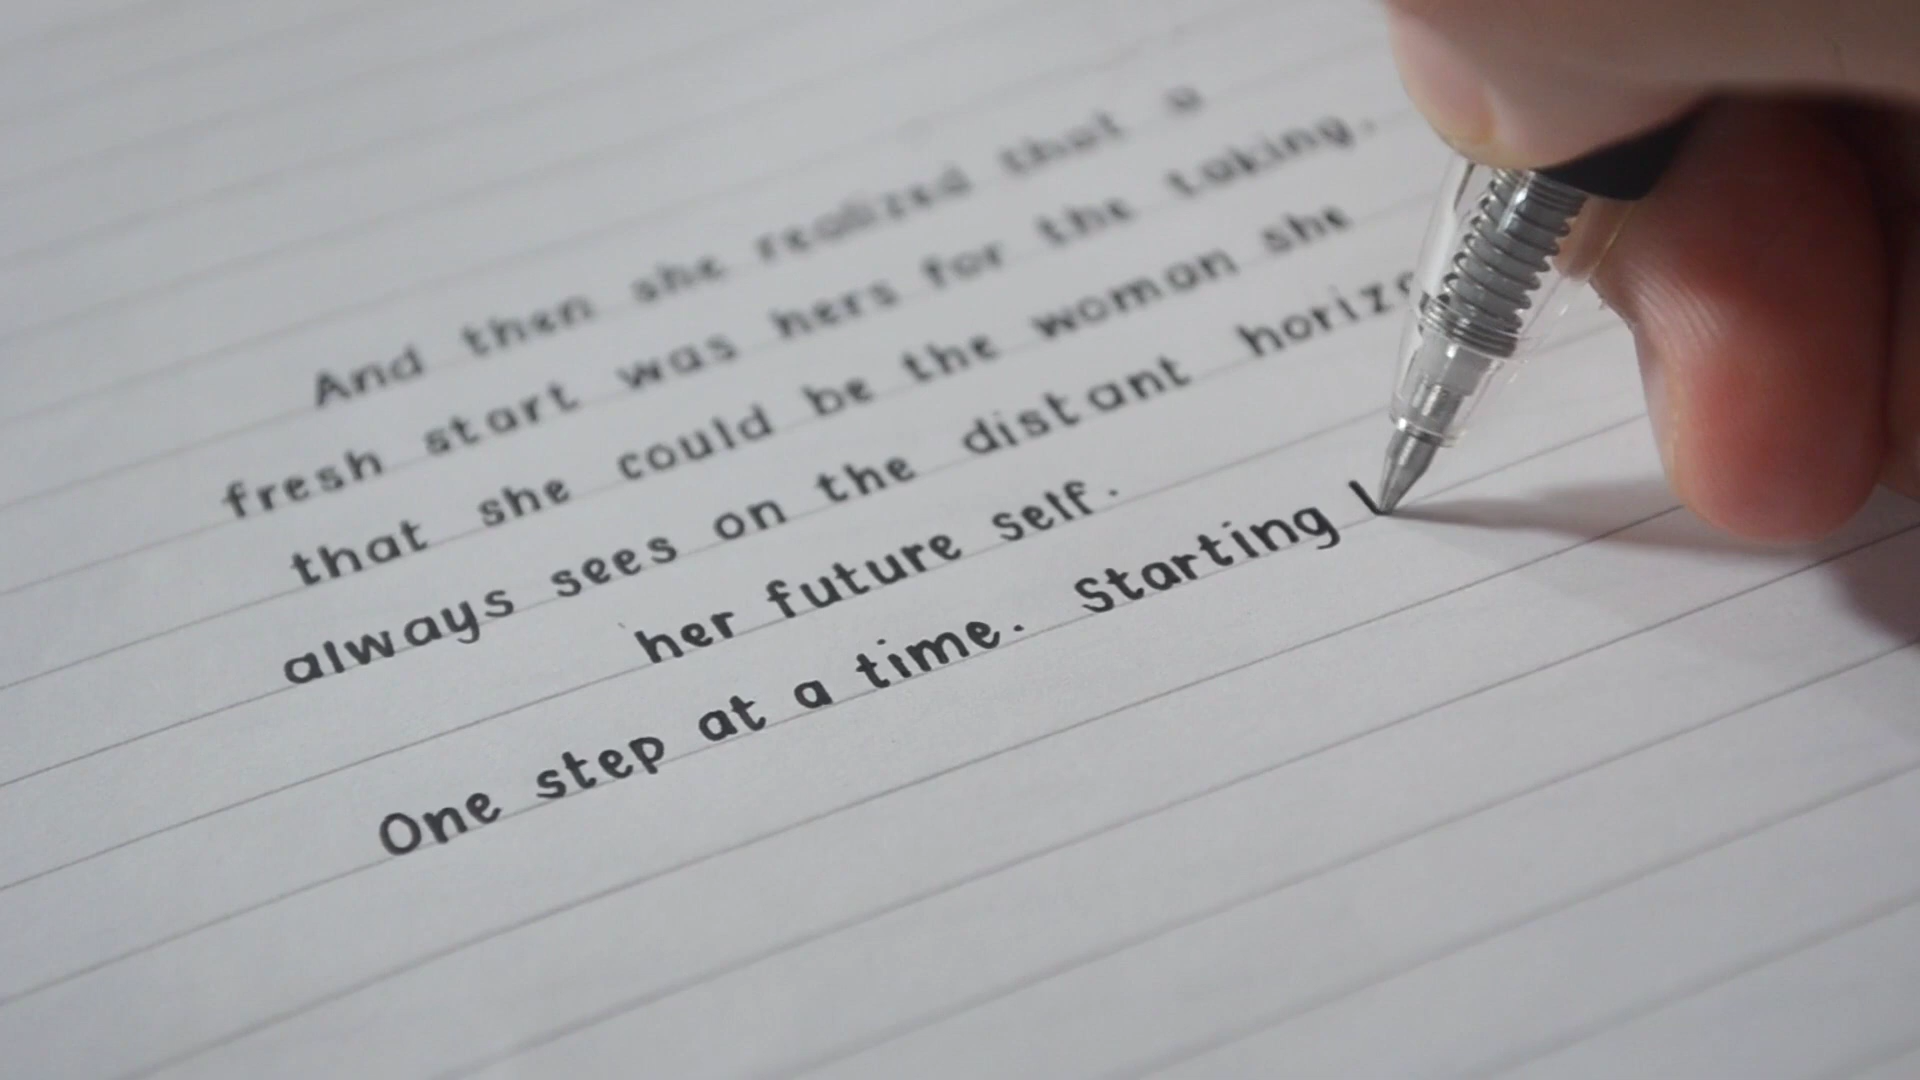 And then she realized that a
fresh start was hers for the taking.
that she could be the woman she
always sees on the distant horizo
her future self.
One step at a time. Starting